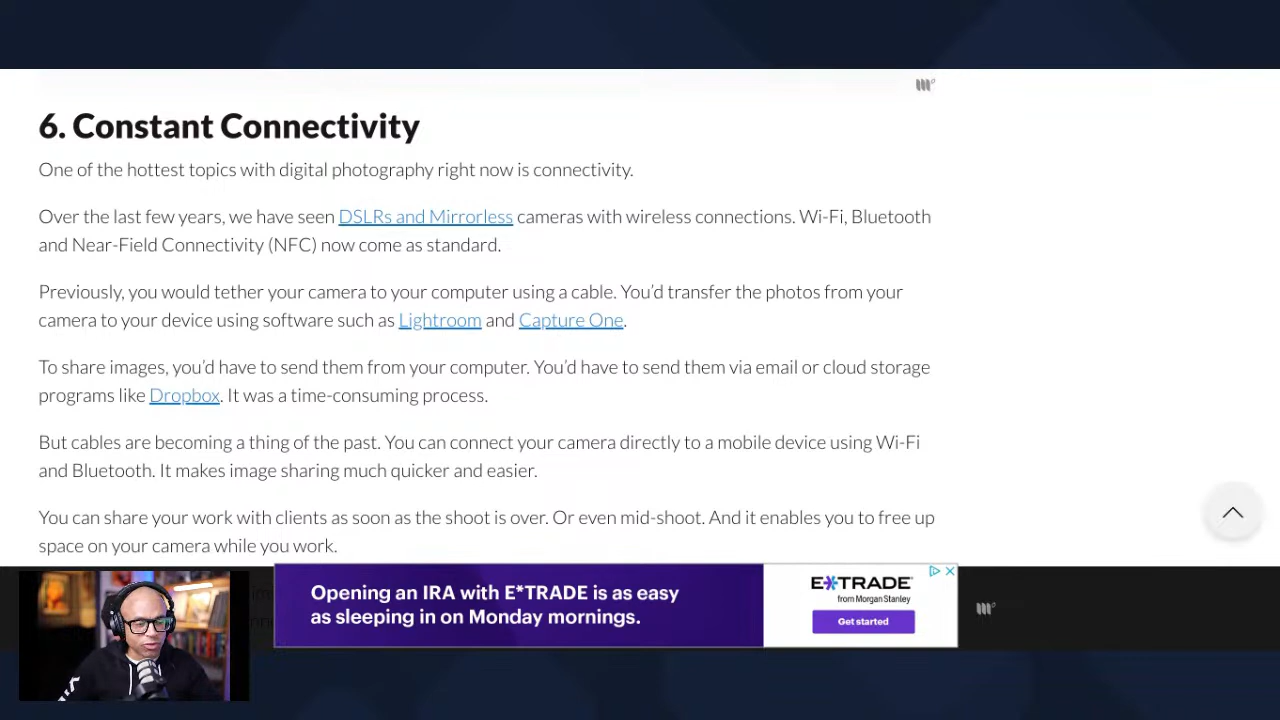 6. Constant Connectivity
One of the hottest topics with digital photography right now is connectivity.
Over the last few years, we have seen DSLRs and Mirrorless cameras with wireless connections. Wi-Fi, Bluetooth
and Near-Field Connectivity (NFC) now come as standard.
Previously, you would tether your camera to your computer using a cable. You’d transfer the photos from your
camera to your device using software such as Lightroom and Capture One.
To share images, you’d have to send them from your computer. You’d have to send them via email or cloud storage
programs like Dropbox. It was a time-consuming process.
But cables are becoming a thing of the past. You can connect your camera directly to a mobile device using Wi-Fi
and Bluetooth. It makes image sharing much quicker and easier.
You can share your work with clients as soon as the shoot is over. Or even mid-shoot. And it enables you to free up
space on your camera while you work.
Opening an IRA with E*TRADE is as easy
as sleeping in on Monday mornings.
E*TRADE
from Morgan Stanley
Get started